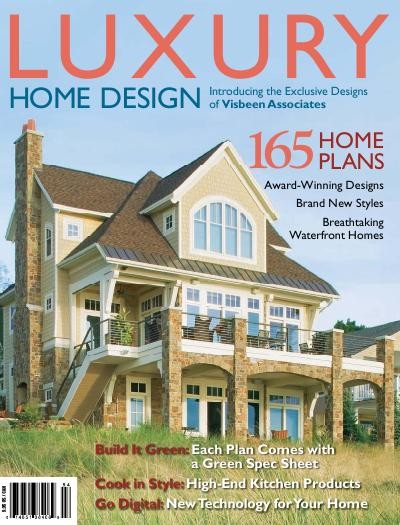 LUXURY
HOME DESIGN
Introducing the Exclusive Designs
of Visbeen Associates
165 HOME
PLANS
Award-Winning Designs
Brand New Styles
Breathtaking
Waterfront Homes
Build It Green: Each Plan Comes with
a Green Spec Sheet
Cook in Style: High-End Kitchen Products
Go Digital: New Technology for Your Home